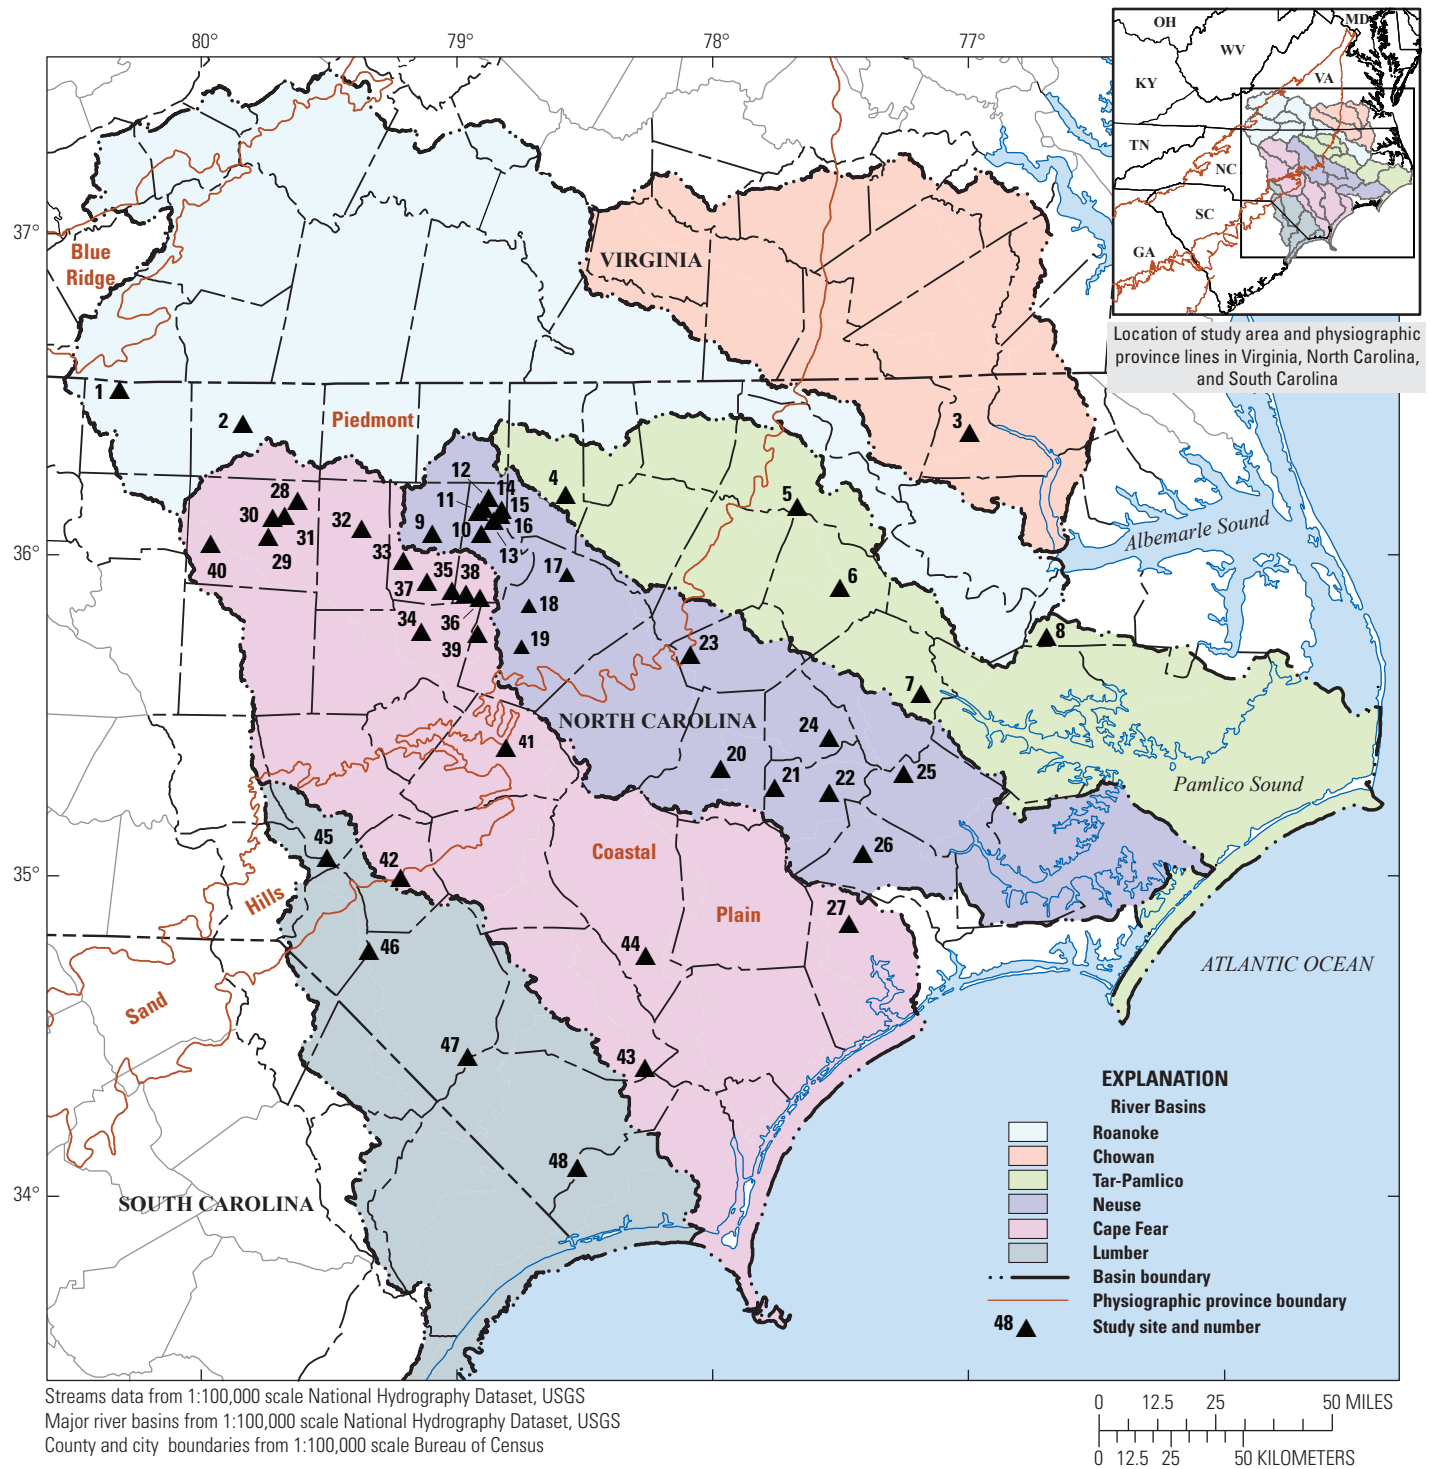 80°
79°
78°
77°
OH
MD
WV
VA
KY
TN
NC
SC
GA
Location of study area and physiographic
province lines in Virginia, North Carolina,
and South Carolina
37°
36°
35°
34°
Blue
Ridge
VIRGINIA
Piedmont
1
2
3
4
5
6
7
8
9
10
11
12
13
14
15
16
17
18
19
20
21
22
23
24
25
26
27
28
29
30
31
32
33
34
35
36
37
38
39
40
41
42
43
44
45
46
47
48
Albemarle Sound
NORTH CAROLINA
Pamlico Sound
Coastal
Plain
Hills
Sand
ATLANTIC OCEAN
SOUTH CAROLINA
EXPLANATION
River Basins
Roanoke
Chowan
Tar-Pamlico
Neuse
Cape Fear
Lumber
Basin boundary
Physiographic province boundary
48 Study site and number
Streams data from 1:100,000 scale National Hydrography Dataset, USGS
Major river basins from 1:100,000 scale National Hydrography Dataset, USGS
County and city boundaries from 1:100,000 scale Bureau of Census
0 12.5 25 50 MILES
0 12.5 25 50 KILOMETERS